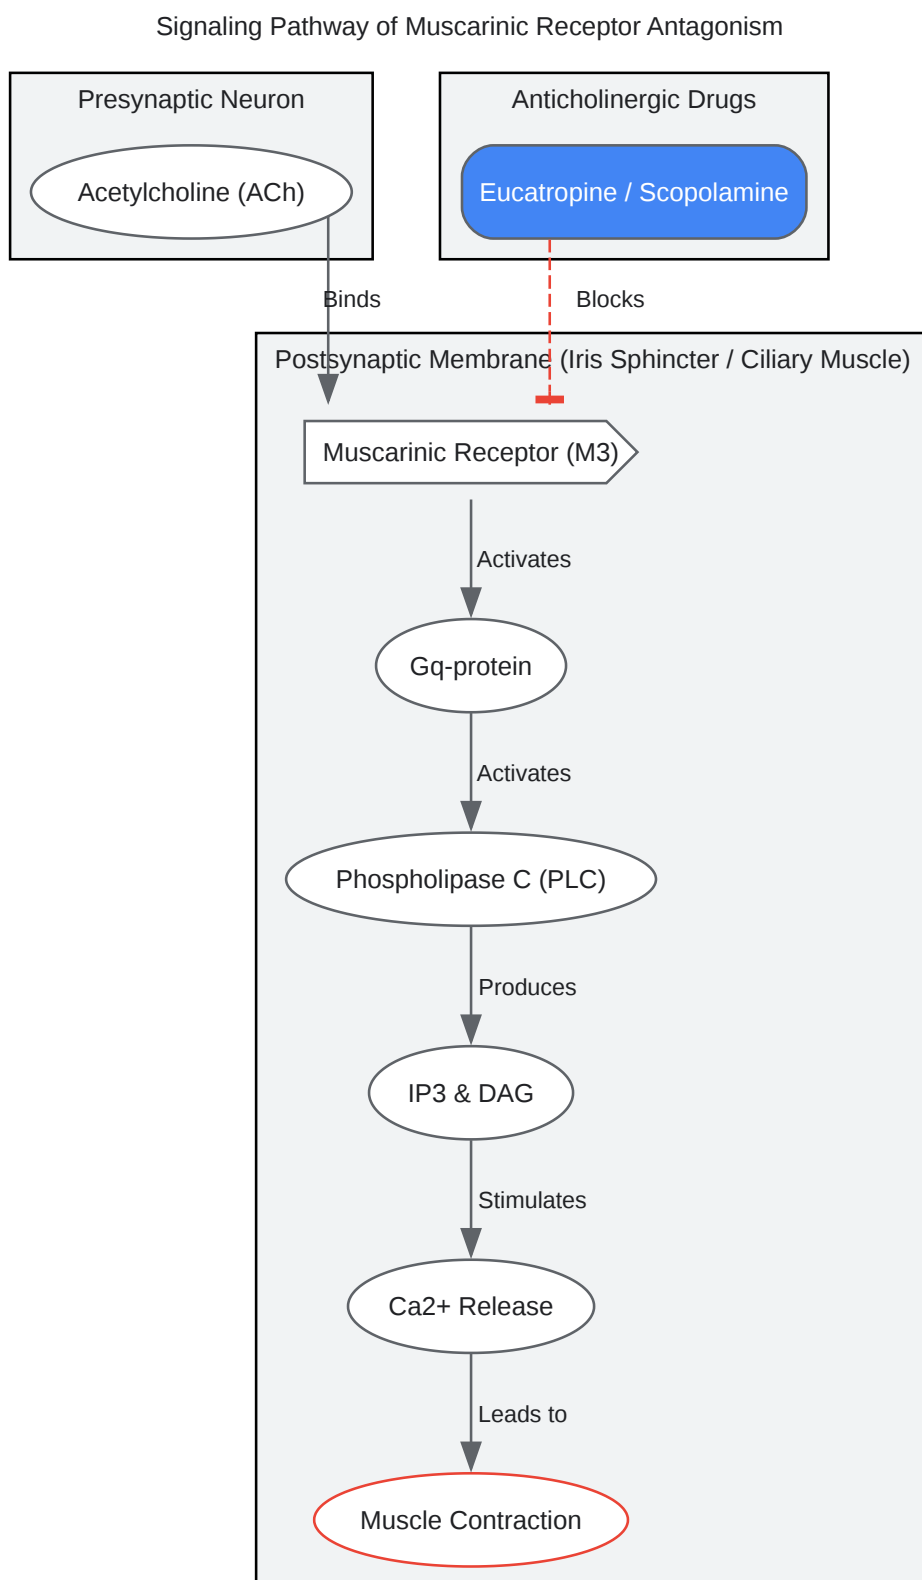 Signaling Pathway of Muscarinic Receptor Antagonism
Presynaptic Neuron
Anticholinergic Drugs
Acetylcholine (ACh)
Eucatropine / Scopolamine
Binds
Blocks
Postsynaptic Membrane (Iris Sphincter / Ciliary Muscle)
Muscarinic Receptor (M3)
Activates
Gq-protein
Activates
Phospholipase C (PLC)
Produces
IP3 & DAG
Stimulates
Ca2+ Release
Leads to
Muscle Contraction